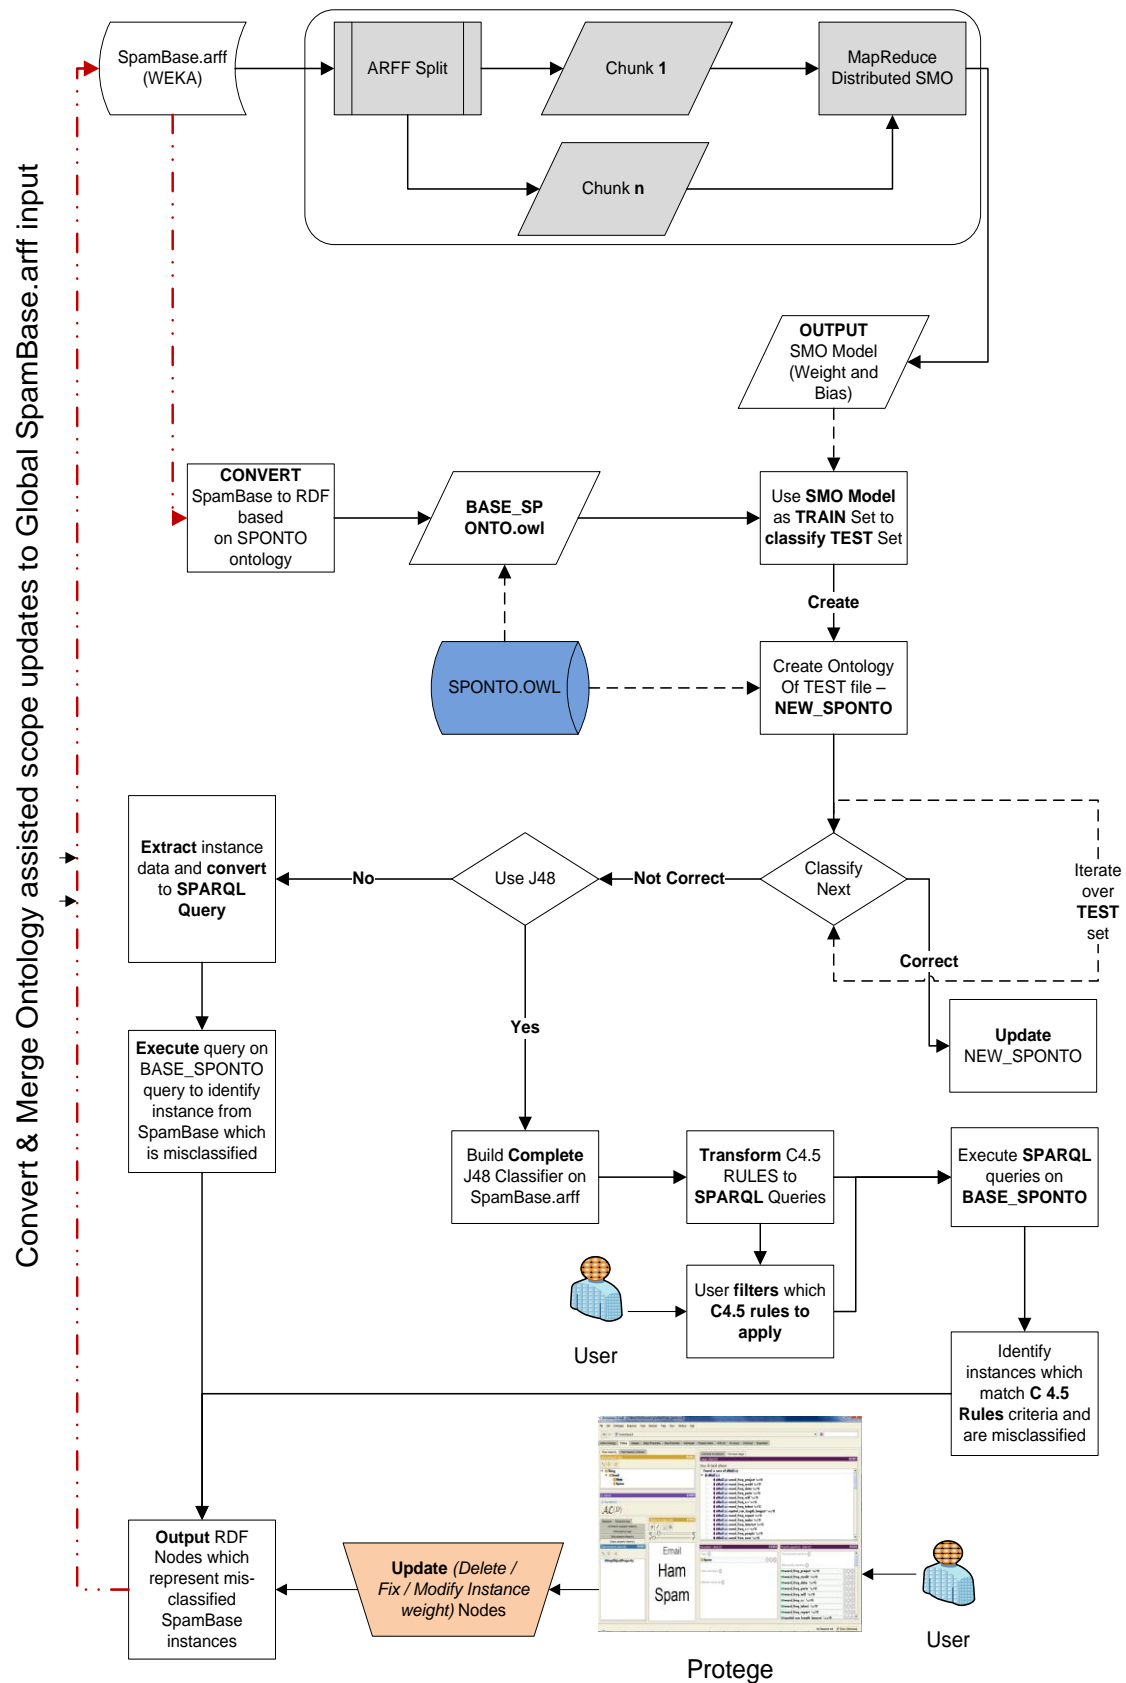 SpamBase.arff
(WEKA)
ARFF Split
Chunk 1
MapReduce
Distributed SMO
Chunk n
OUTPUT
SMO Model
(Weight and
Bias)
Convert & Merge Ontology assisted scope updates to Global SpamBase.arff input
CONVERT
SpamBase to RDF
based
on SPONTO
ontology
BASE_SP
ONTO.owl
Use SMO Model
as TRAIN Set to
classify TEST Set
Create
SPONTO.OWL
Create Ontology
Of TEST file –
NEW_SPONTO
Extract instance
data and convert
to SPARQL
Query
No
Use J48
Not Correct
Classify
Next
Iterate
over
TEST
set
Correct
Yes
Update
NEW_SPONTO
Execute query on
BASE_SPONTO
query to identify
instance from
SpamBase which
is misclassified
Build Complete
J48 Classifier on
SpamBase.arff
Transform C4.5
RULES to
SPARQL Queries
Execute SPARQL
queries on
BASE_SPONTO
User filters which
C4.5 rules to
apply
User
Identify
instances which
match C 4.5
Rules criteria and
are misclassified
Output RDF
Nodes which
represent mis-
classified
SpamBase
instances
Update (Delete /
Fix / Modify Instance
weight) Nodes
Email
Ham
Spam
User
Protege